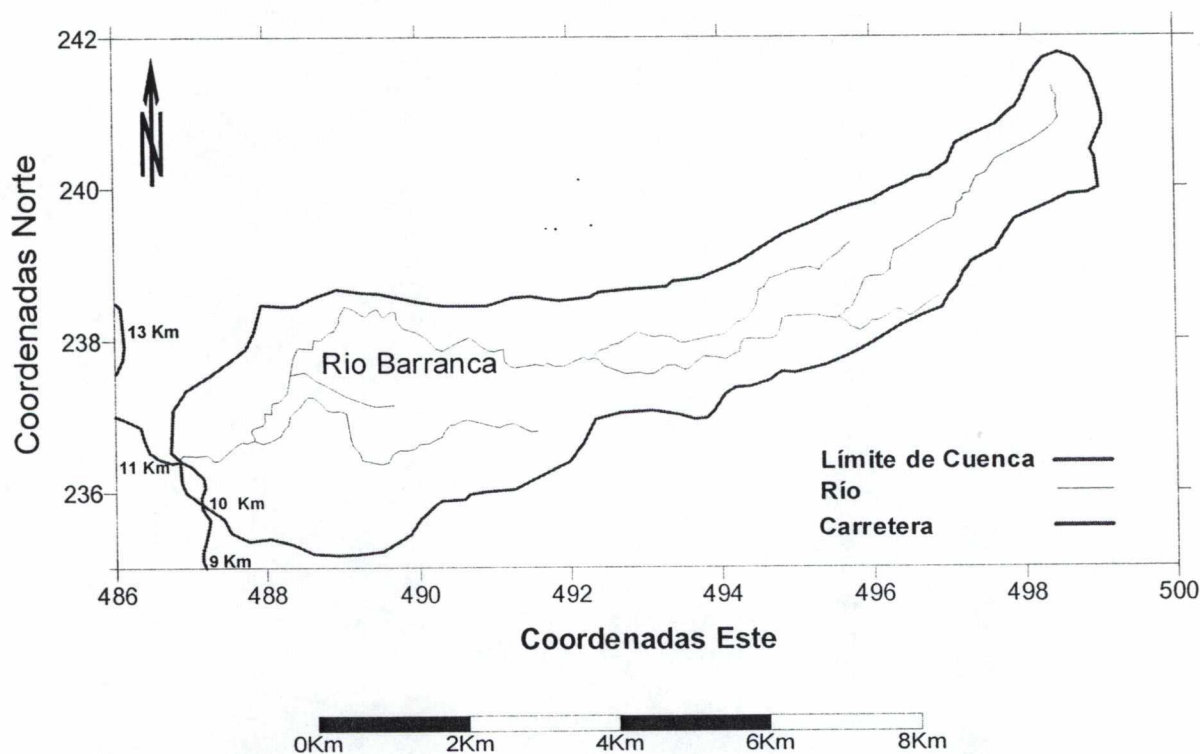 242
240
238
236
Coordenadas Norte
N
13 Km
11 Km
10 Km
9 Km
Rio Barranca
Límite de Cuenca
Río
Carretera
486 488 490 492 494 496 498 500
Coordenadas Este
0Km 2Km 4Km 6Km 8Km